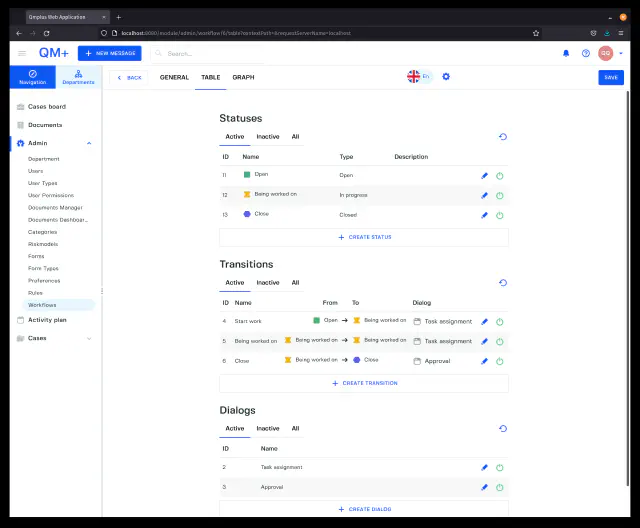 Qmplus Web Application
localhost:8080/module/admin/workflow/6/table?contextPath=&requestServerName=localhost
QM+
NEW MESSAGE
Search...
QQ
Navigation
Departments
BACK
GENERAL
TABLE
GRAPH
En
SAVE
Cases board
Documents
Admin
Department
Users
User Types
User Permissions
Documents Manager
Documents Dashboar...
Categories
Riskmodels
Forms
Form Types
Preferences
Rules
Workflows
Activity plan
Cases
Statuses
Active Inactive All
ID Name Type Description
11 Open Open
12 Being worked on In progress
13 Close Closed
CREATE STATUS
Transitions
Active Inactive All
ID Name From To Dialog
4 Start work Open → Being worked on Task assignment
5 Being worked on Being worked on → Being worked on Task assignment
6 Close Being worked on → Close Approval
CREATE TRANSITION
Dialogs
Active Inactive All
ID Name
2 Task assignment
3 Approval
CREATE DIALOG